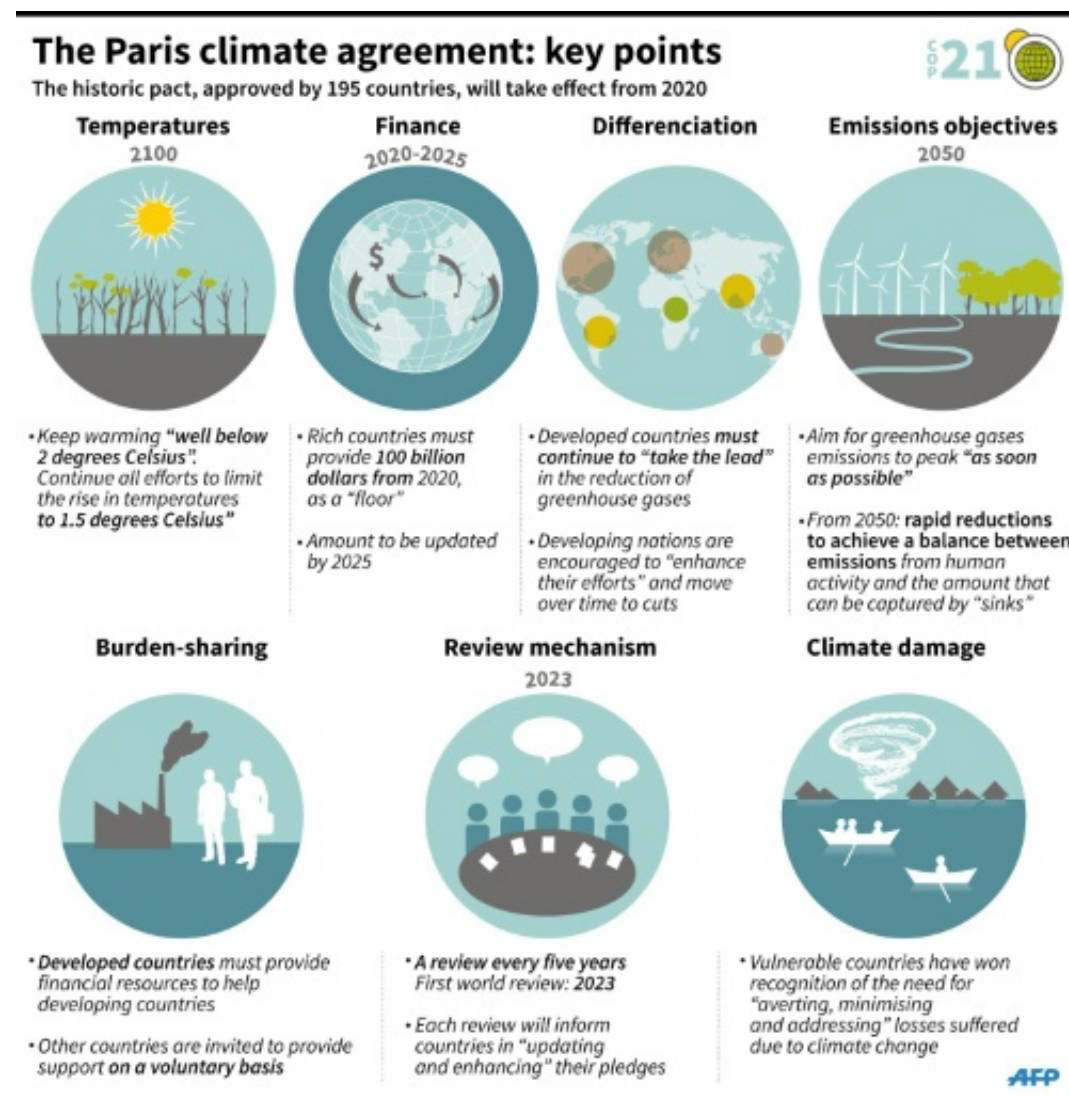 The Paris climate agreement: key points
COP 21
The historic pact, approved by 195 countries, will take effect from 2020
Temperatures
2100
Finance
2020-2025
Differenciation
Emissions objectives
2050
$
• Keep warming “well below
2 degrees Celsius”.
Continue all efforts to limit
the rise in temperatures
to 1.5 degrees Celsius”
• Rich countries must
provide 100 billion
dollars from 2020,
as a “floor”
• Amount to be updated
by 2025
• Developed countries must
continue to “take the lead”
in the reduction of
greenhouse gases
• Developing nations are
encouraged to “enhance
their efforts” and move
over time to cuts
• Aim for greenhouse gases
emissions to peak “as soon
as possible”
• From 2050: rapid reductions
to achieve a balance between
emissions from human
activity and the amount that
can be captured by “sinks”
Burden-sharing
Review mechanism
2023
Climate damage
• Developed countries must provide
financial resources to help
developing countries
• Other countries are invited to provide
support on a voluntary basis
• A review every five years
First world review: 2023
• Each review will inform
countries in “updating
and enhancing” their pledges
• Vulnerable countries have won
recognition of the need for
“averting, minimising
and addressing” losses suffered
due to climate change
AFP